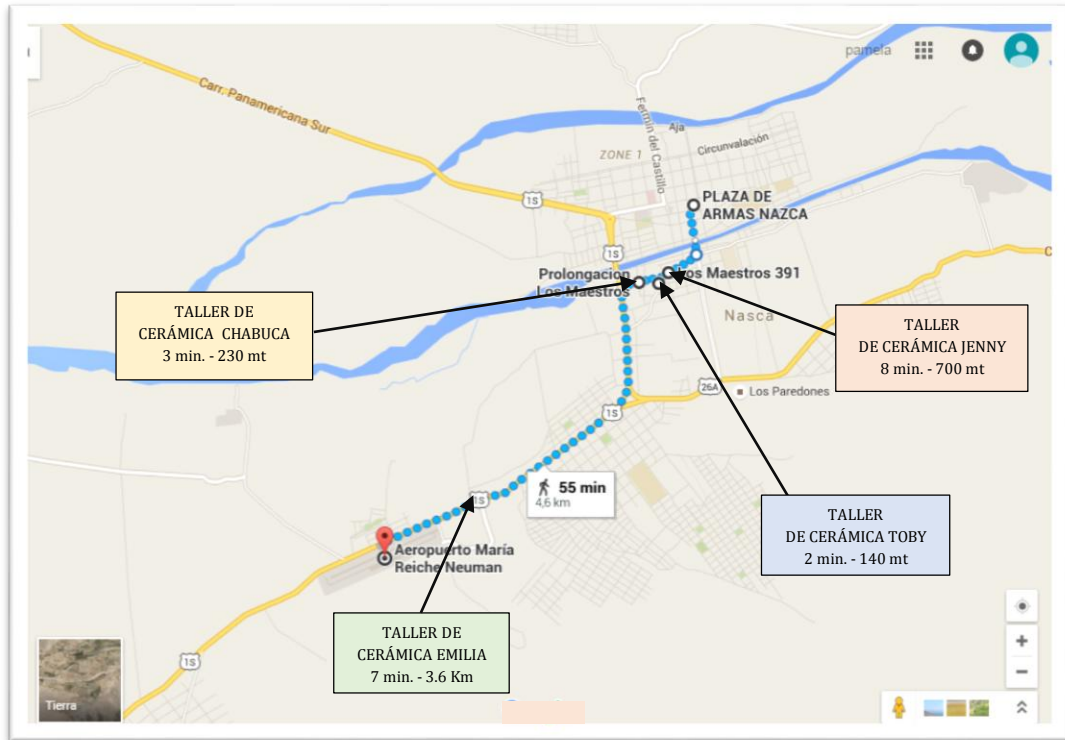 pamela
Carr. Panamericana Sur
Fermín del Castillo
Aja
Circunvalación
ZONE 1
1S
PLAZA DE
ARMAS NAZCA
1S
Prolongacion
Los Maestros
Los Maestros 391
Nasca
TALLER DE
CERÁMICA CHABUCA
3 min. - 230 mt
TALLER
DE CERÁMICA JENNY
8 min. - 700 mt
26A
Los Paredones
1S
55 min
4,6 km
1S
TALLER
DE CERÁMICA TOBY
2 min. - 140 mt
Aeropuerto María
Reiche Neuman
TALLER DE
CERÁMICA EMILIA
7 min. - 3.6 Km
1S
Tierra